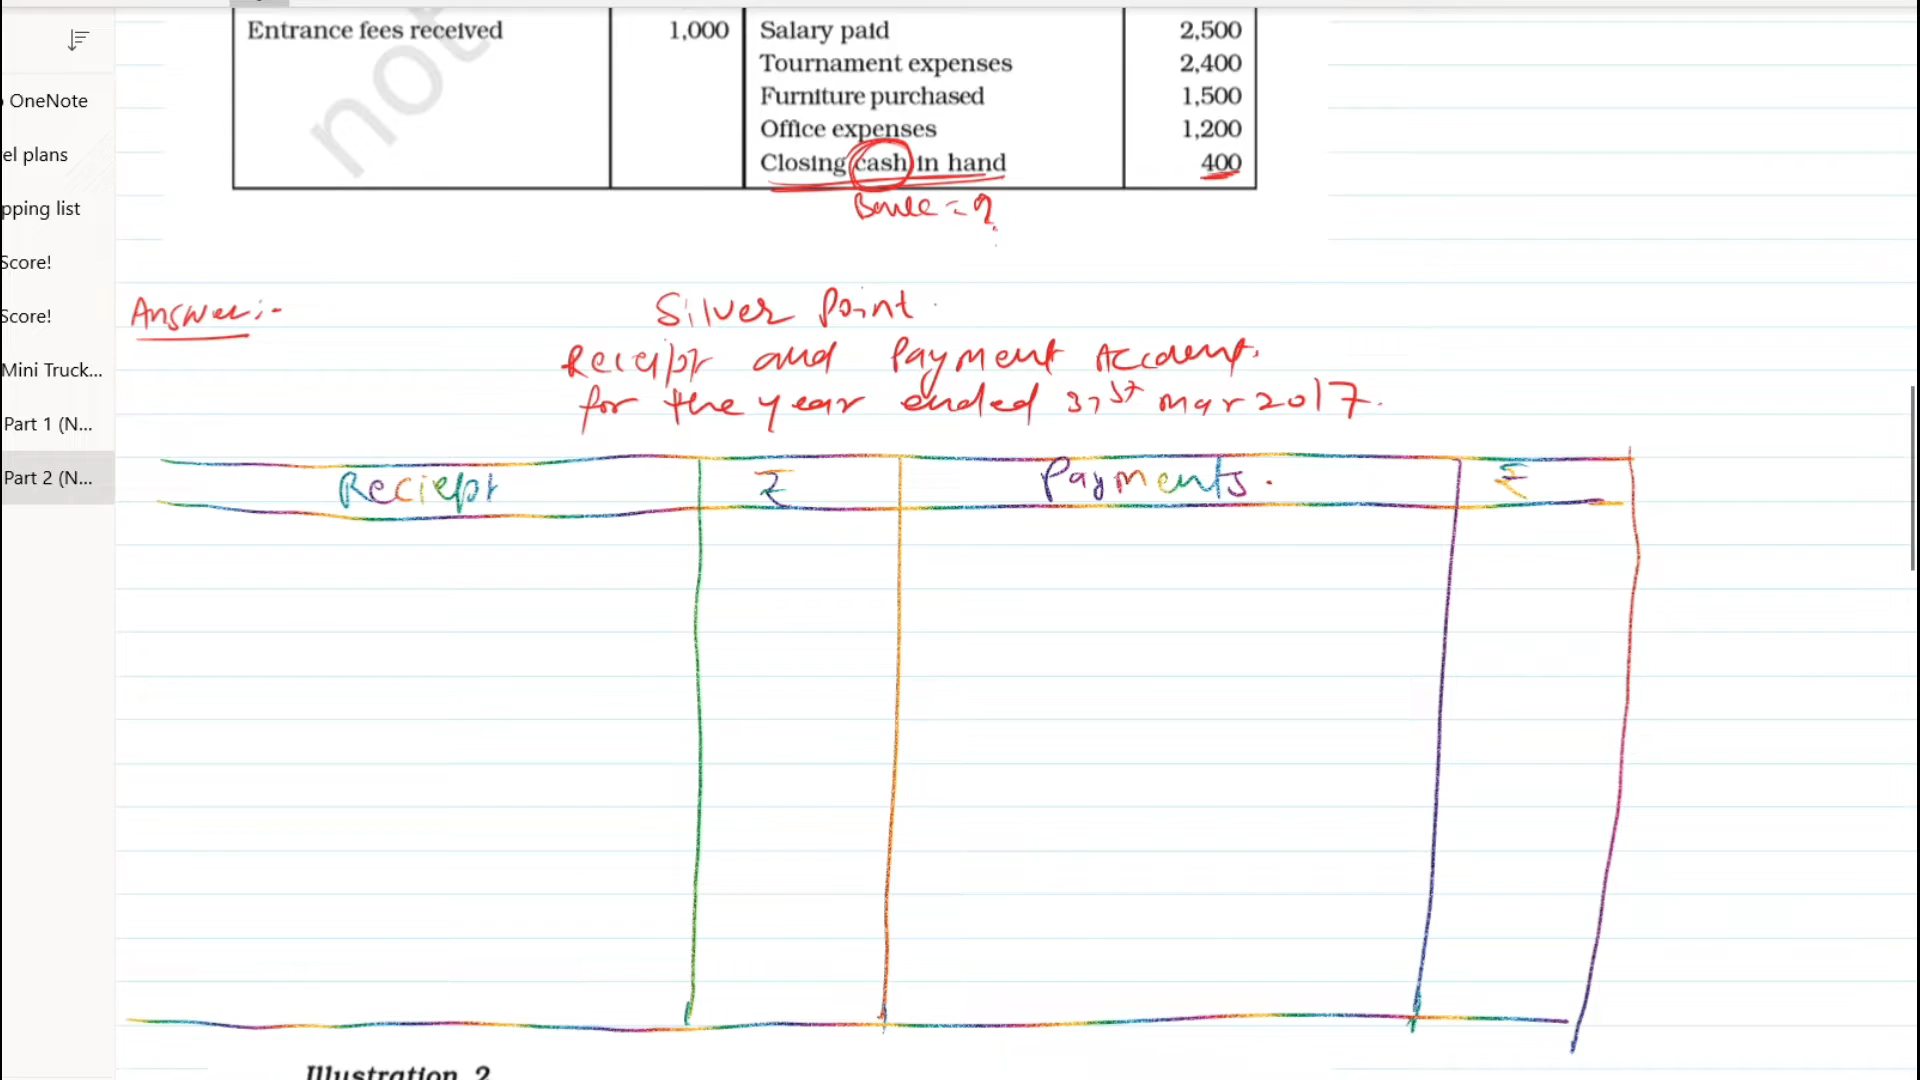 Entrance fees received 1,000 Salary paid 2,500
Tournament expenses 2,400
Furniture purchased 1,500
Office expenses 1,200
Closing cash in hand 400
= ?
not
OneNote
el plans
pping list
Score!
Score!
Mini Truck...
Part 1 (N...
Part 2 (N...
Answer:-
Silver Point.
Reciept and Payment Account.
for the year ended 31st mar 2017.
Reciept ₹ Payments. ₹
Illustration 2